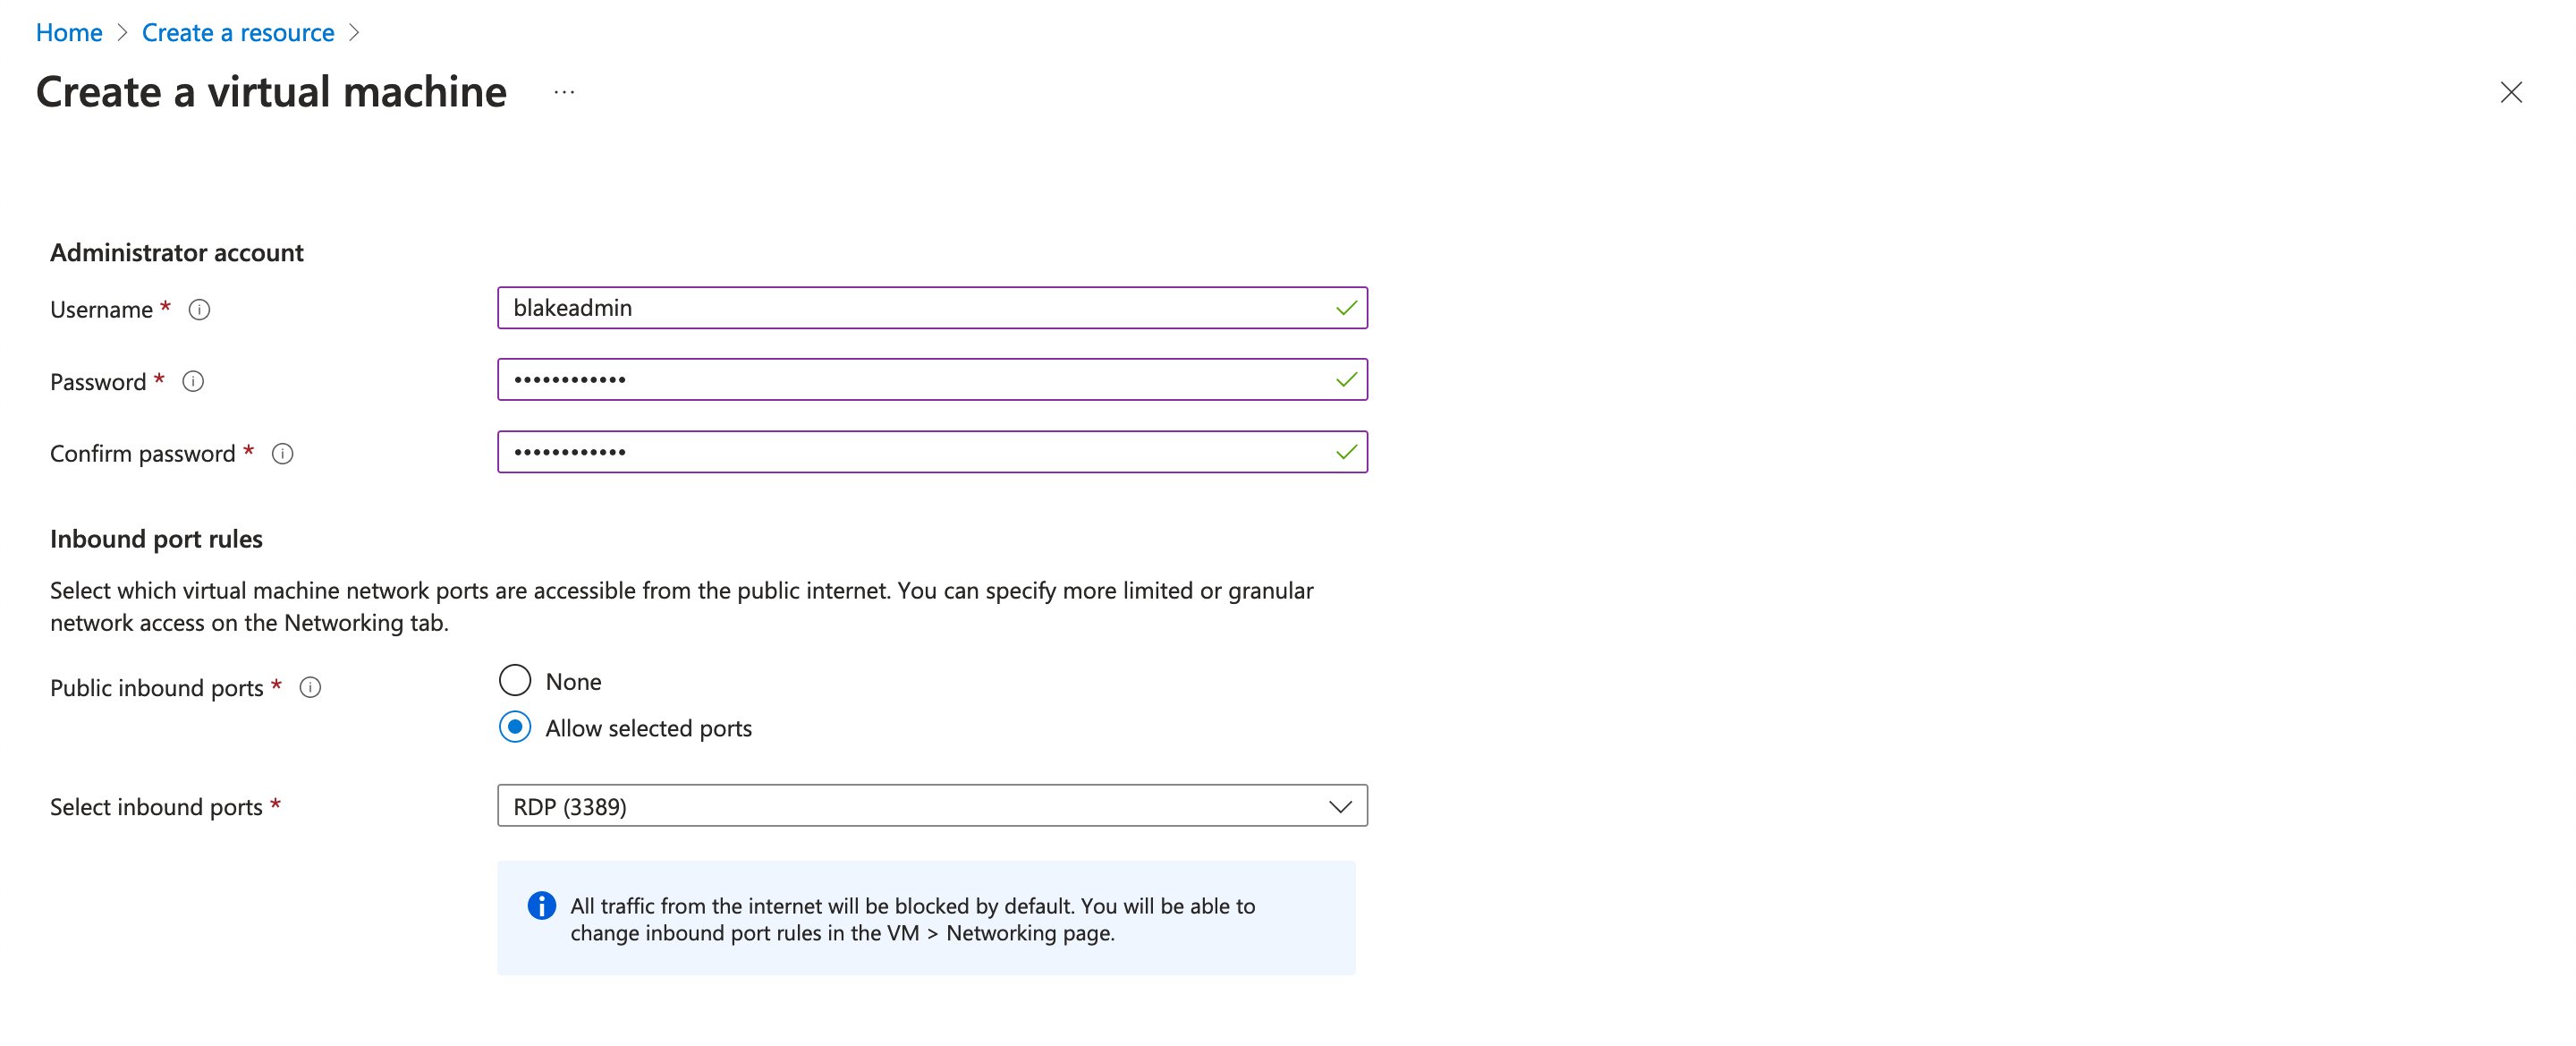 Home > Create a resource >
Create a virtual machine ...
Administrator account
Username * blakeadmin
Password * ••••••••••••
Confirm password * ••••••••••••
Inbound port rules
Select which virtual machine network ports are accessible from the public internet. You can specify more limited or granular
network access on the Networking tab.
Public inbound ports * None
Allow selected ports
Select inbound ports * RDP (3389)
All traffic from the internet will be blocked by default. You will be able to
change inbound port rules in the VM > Networking page.